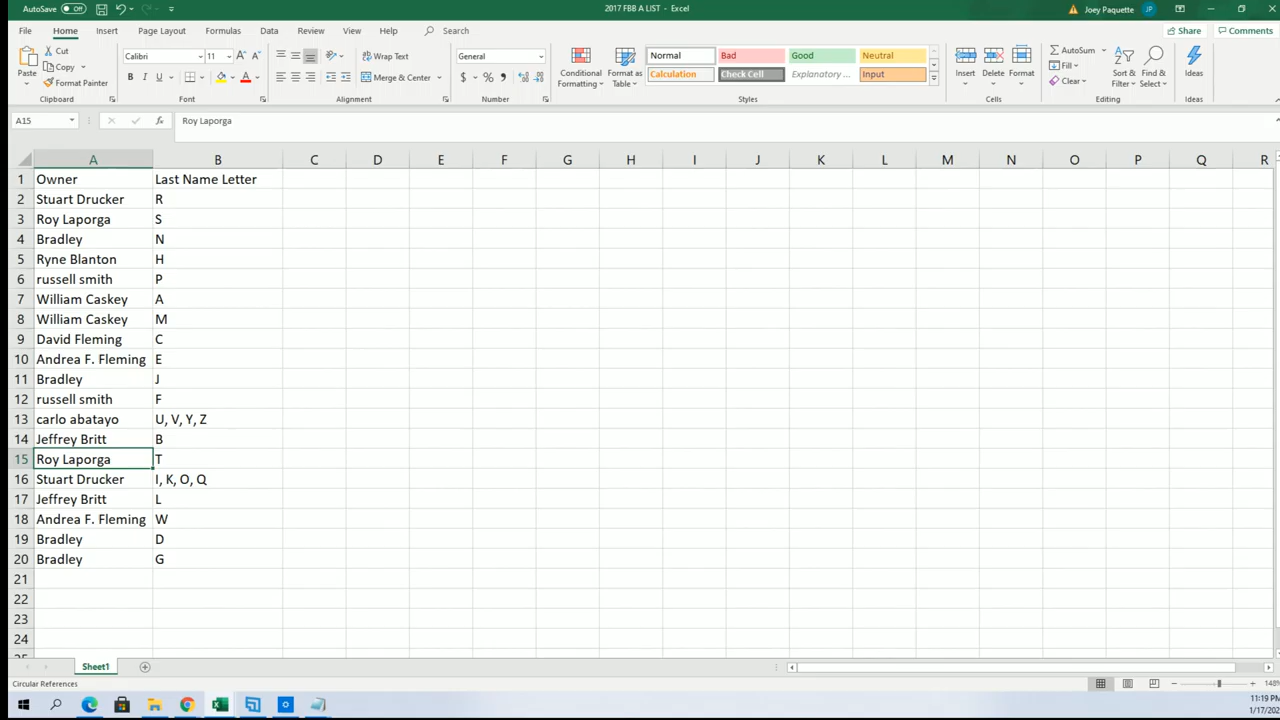 AutoSave Off 2017 FBB A LIST - Excel Joey Paquette JP
File Home Insert Page Layout Formulas Data Review View Help Search Share Comments
Cut
Copy
Format Painter
Paste
Clipboard
Calibri 11
B I U
Font
Wrap Text
Merge & Center
Alignment
General
$ % 9
Number
Conditional Formatting
Format as Table
Normal Bad Good Neutral
Calculation Check Cell Explanatory ... Input
Styles
Insert Delete Format
Cells
AutoSum
Fill
Clear
Sort & Filter
Find & Select
Editing
Ideas
Ideas
A15 fx Roy Laporga
A B C D E F G H I J K L M N O P Q R
1 Owner Last Name Letter
2 Stuart Drucker R
3 Roy Laporga S
4 Bradley N
5 Ryne Blanton H
6 russell smith P
7 William Caskey A
8 William Caskey M
9 David Fleming C
10 Andrea F. Fleming E
11 Bradley J
12 russell smith F
13 carlo abatayo U, V, Y, Z
14 Jeffrey Britt B
15 Roy Laporga T
16 Stuart Drucker I, K, O, Q
17 Jeffrey Britt L
18 Andrea F. Fleming W
19 Bradley D
20 Bradley G
21
22
23
24
Sheet1
Circular References 148%
11:19 PM